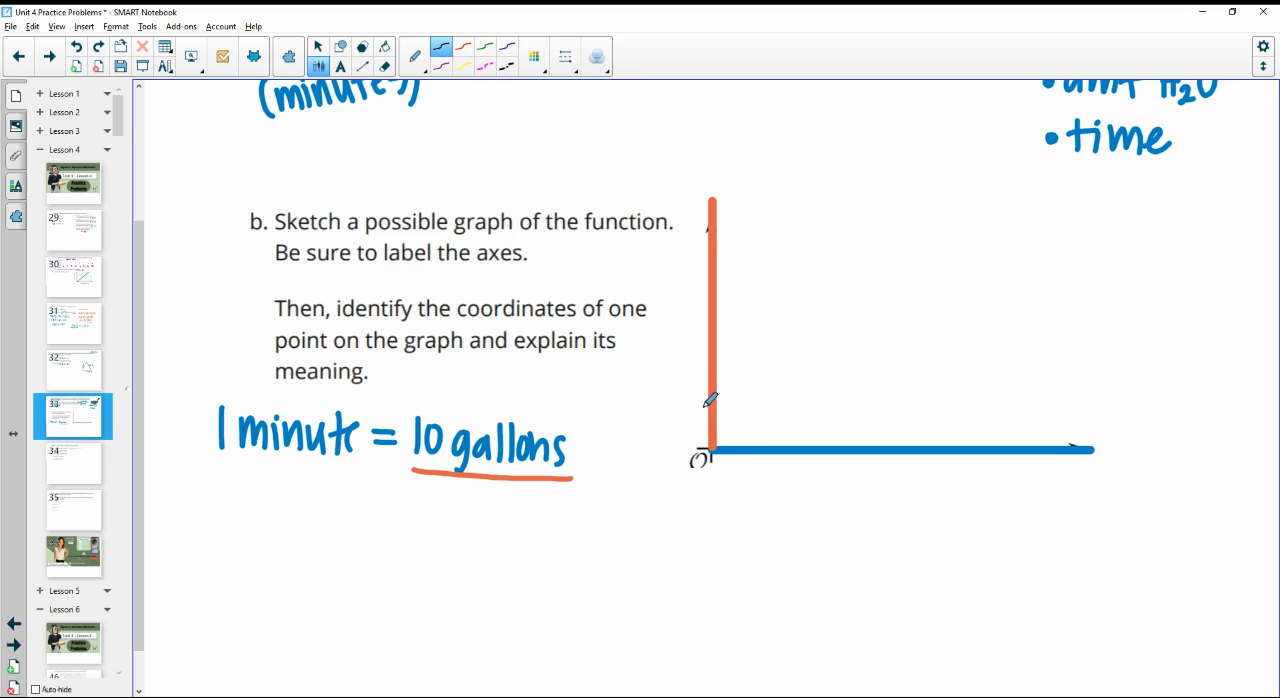 Unit 4 Practice Problems * - SMART Notebook
File Edit View Insert Format Tools Add-ons Account Help
Lesson 1
Lesson 2
Lesson 3
Lesson 4
29
30
31
32
33
34
35
Lesson 5
Lesson 6
46
Auto-hide
(minutes)
• amt H2O
• time
b. Sketch a possible graph of the function.
Be sure to label the axes.
Then, identify the coordinates of one
point on the graph and explain its
meaning.
1 minute = 10 gallons
O